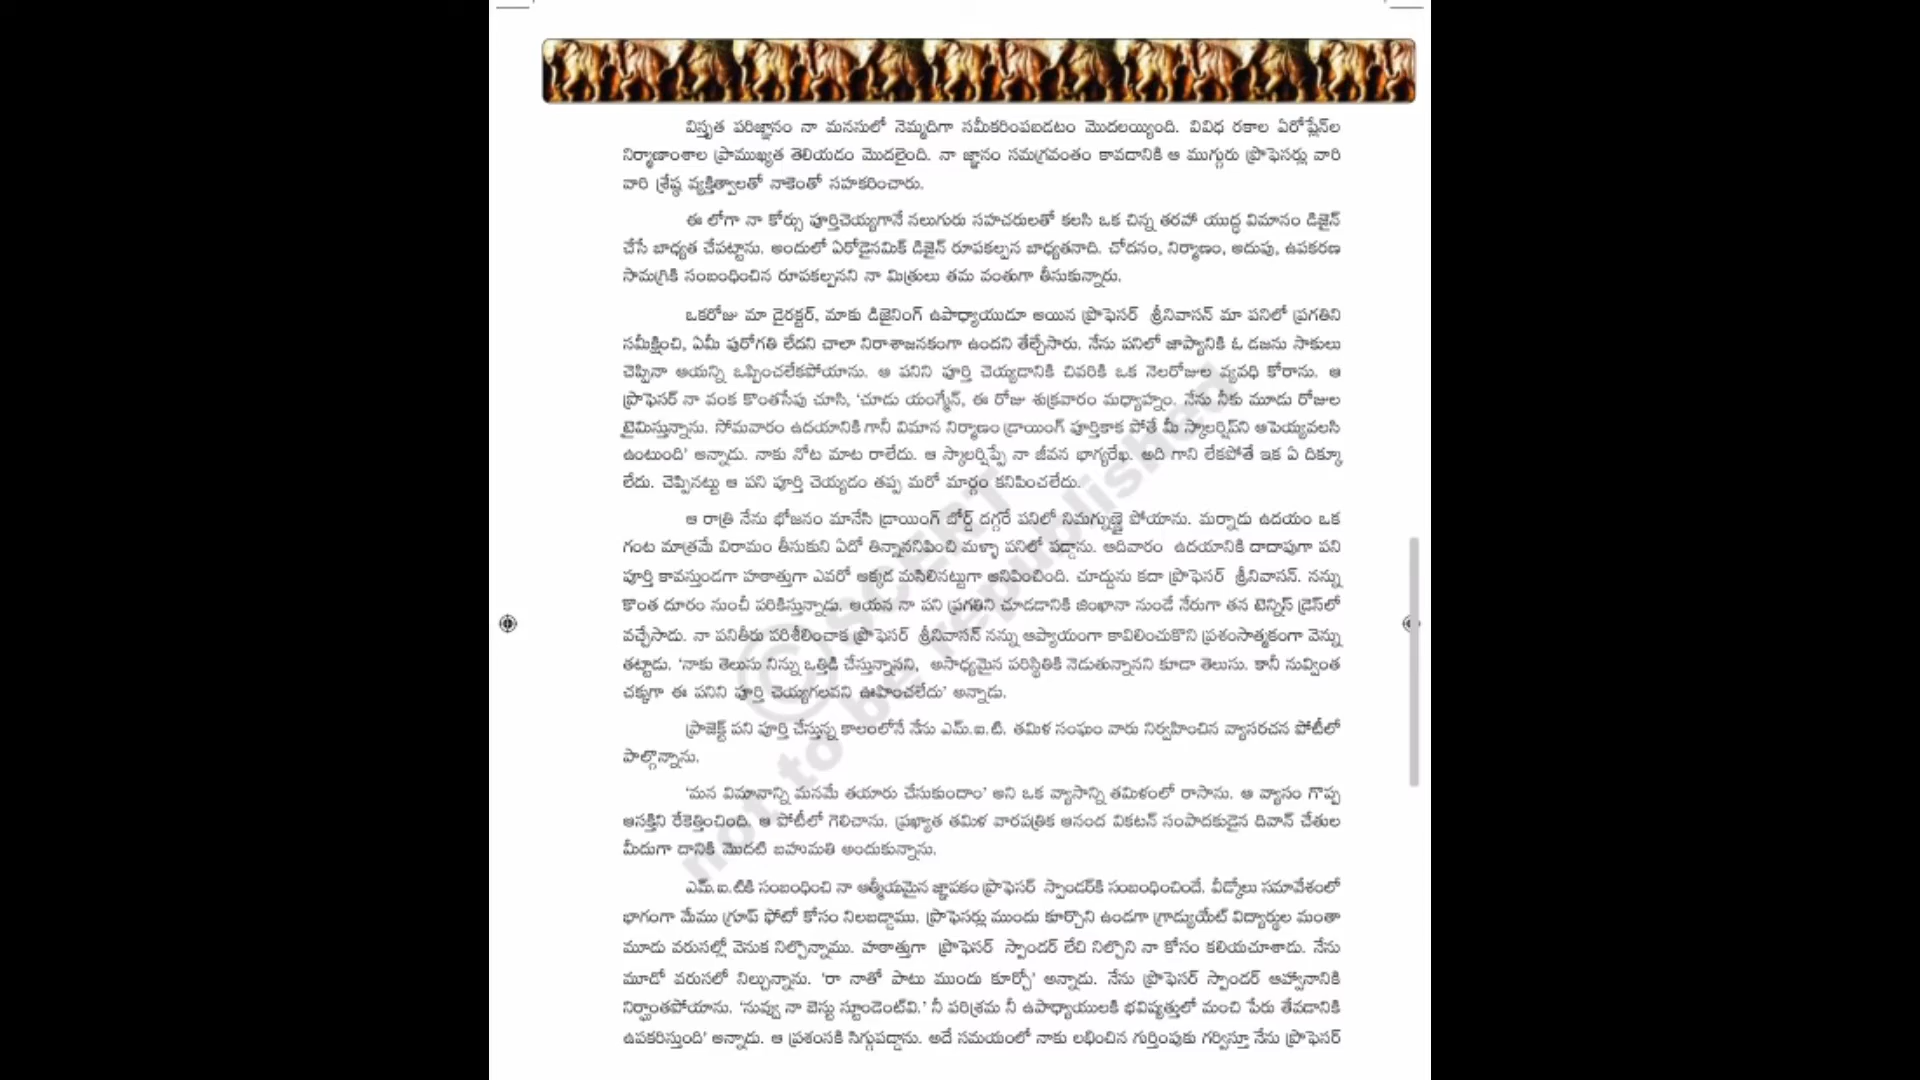 విస్తృత పరిజ్ఞానం నా మనసులో నెమ్మదిగా సమీకరింపబడటం మొదలయ్యింది. వివిధ రకాల ఏరోప్లేన్‌ల
నిర్మాణాంశాల ప్రాముఖ్యత తెలియడం మొదలైంది. నా జ్ఞానం సమగ్రవంతం కావడానికి ఆ ముగ్గురు ప్రొఫెసర్లు వారి
వారి శ్రేష్ఠ వ్యక్తిత్వాలతో నాకెంతో సహకరించారు.
ఈ లోగా నా కోర్సు పూర్తిచెయ్యగానే నలుగురు సహచరులతో కలసి ఒక చిన్న తరహా యుద్ధ విమానం డిజైన్
చేసే బాధ్యత చేపట్టాను. అందులో ఏరోడైనమిక్ డిజైన్ రూపకల్పన బాధ్యతనాది. చోదనం, నిర్మాణం, అదుపు, ఉపకరణ
సామగ్రికి సంబంధించిన రూపకల్పనని నా మిత్రులు తమ వంతుగా తీసుకున్నారు.
ఒకరోజు మా డైరక్టర్, మాకు డిజైనింగ్ ఉపాధ్యాయుడూ అయిన ప్రొఫెసర్ శ్రీనివాసన్ మా పనిలో ప్రగతిని
సమీక్షించి, ఏమీ పురోగతి లేదని చాలా నిరాశాజనకంగా ఉందని తేల్చేసారు. నేను పనిలో జాప్యానికి ఓ డజను సాకులు
చెప్పినా ఆయన్ని ఒప్పించలేకపోయాను. ఆ పనిని పూర్తి చెయ్యడానికి చివరికి ఒక నెలరోజుల వ్యవధి కోరాను. ఆ
ప్రొఫెసర్ నా వంక కొంతసేపు చూసి, 'చూడు యంగ్మేన్, ఈ రోజు శుక్రవారం మధ్యాహ్నం. నేను నీకు మూడు రోజుల
టైమిస్తున్నాను. సోమవారం ఉదయానికి గానీ విమాన నిర్మాణం డ్రాయింగ్ పూర్తికాక పోతే మీ స్కాలర్షిప్‌ని ఆపెయ్యవలసి
ఉంటుంది' అన్నాడు. నాకు నోట మాట రాలేదు. ఆ స్కాలర్షిప్పే నా జీవన భాగ్యరేఖ. అది గాని లేకపోతే ఇక ఏ దిక్కూ
లేదు. చెప్పినట్టు ఆ పని పూర్తి చెయ్యడం తప్ప మరో మార్గం కనిపించలేదు.
ఆ రాత్రి నేను భోజనం మానేసి డ్రాయింగ్ బోర్డ్ దగ్గరే పనిలో నిమగ్నుణ్ణై పోయాను. మర్నాడు ఉదయం ఒక
గంట మాత్రమే విరామం తీసుకుని ఏదో తిన్నాననిపించి మళ్ళా పనిలో పడ్డాను. ఆదివారం ఉదయానికి దాదాపుగా పని
పూర్తి కావస్తుండగా హఠాత్తుగా ఎవరో అక్కడ మసిలినట్టుగా అనిపించింది. చూద్దును కదా ప్రొఫెసర్ శ్రీనివాసన్. నన్ను
కొంత దూరం నుంచీ పరికిస్తున్నాడు. ఆయన నా పని ప్రగతిని చూడడానికి జింఖానా నుండే నేరుగా తన టెన్నిస్ డ్రెస్‌లో
వచ్చేసాడు. నా పనితీరు పరిశీలించాక ప్రొఫెసర్ శ్రీనివాసన్ నన్ను ఆప్యాయంగా కావిలించుకొని ప్రశంసాత్మకంగా వెన్ను
తట్టాడు. 'నాకు తెలుసు నిన్ను ఒత్తిడి చేస్తున్నానని, అసాధ్యమైన పరిస్థితికి నెడుతున్నానని కూడా తెలుసు. కానీ నువ్వింత
చక్కగా ఈ పనిని పూర్తి చెయ్యగలవని ఊహించలేదు' అన్నాడు.
ప్రాజెక్ట్ పని పూర్తి చేస్తున్న కాలంలోనే నేను ఎమ్.ఐ.టి. తమిళ సంఘం వారు నిర్వహించిన వ్యాసరచన పోటీలో
పాల్గొన్నాను.
'మన విమానాన్ని మనమే తయారు చేసుకుందాం' అని ఒక వ్యాసాన్ని తమిళంలో రాసాను. ఆ వ్యాసం గొప్ప
ఆసక్తిని రేకెత్తించింది. ఆ పోటీలో గెలిచాను. ప్రఖ్యాత తమిళ వారపత్రిక ఆనంద వికటన్ సంపాదకుడైన దివాన్ చేతుల
మీదుగా దానికి మొదటి బహుమతి అందుకున్నాను.
ఎమ్.ఐ.టికి సంబంధించి నా ఆత్మీయమైన జ్ఞాపకం ప్రొఫెసర్ స్పాండర్‌కి సంబంధించిందే. వీడ్కోలు సమావేశంలో
భాగంగా మేము గ్రూప్ ఫోటో కోసం నిలబడ్డాము. ప్రొఫెసర్లు ముందు కూర్చొని ఉండగా గ్రాడ్యుయేట్ విద్యార్థుల మంతా
మూడు వరుసల్లో వెనుక నిల్చొన్నాము. హఠాత్తుగా ప్రొఫెసర్ స్పాండర్ లేచి నిల్చొని నా కోసం కలియచూశాడు. నేను
మూడో వరుసలో నిల్చున్నాను. 'రా నాతో పాటు ముందు కూర్చో' అన్నాడు. నేను ప్రొఫెసర్ స్పాండర్ ఆహ్వానానికి
నిర్ఘాంతపోయాను. 'నువ్వు నా బెస్టు స్టూడెంట్‌వి.' నీ పరిశ్రమ నీ ఉపాధ్యాయులకి భవిష్యత్తులో మంచి పేరు తేవడానికి
ఉపకరిస్తుంది' అన్నాడు. ఆ ప్రశంసకి సిగ్గుపడ్డాను. అదే సమయంలో నాకు లభించిన గుర్తింపుకు గర్విస్తూ నేను ప్రొఫెసర్
© SCERT
not to be republished